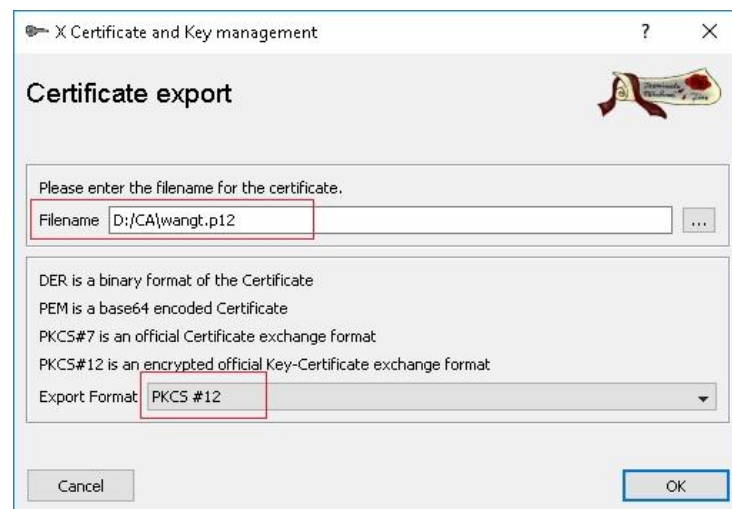 X Certificate and Key management
? X
Certificate export
Please enter the filename for the certificate.
Filename D:/CA\wangt.p12 ...
DER is a binary format of the Certificate
PEM is a base64 encoded Certificate
PKCS#7 is an official Certificate exchange format
PKCS#12 is an encrypted official Key-Certificate exchange format
Export Format PKCS #12
Cancel OK